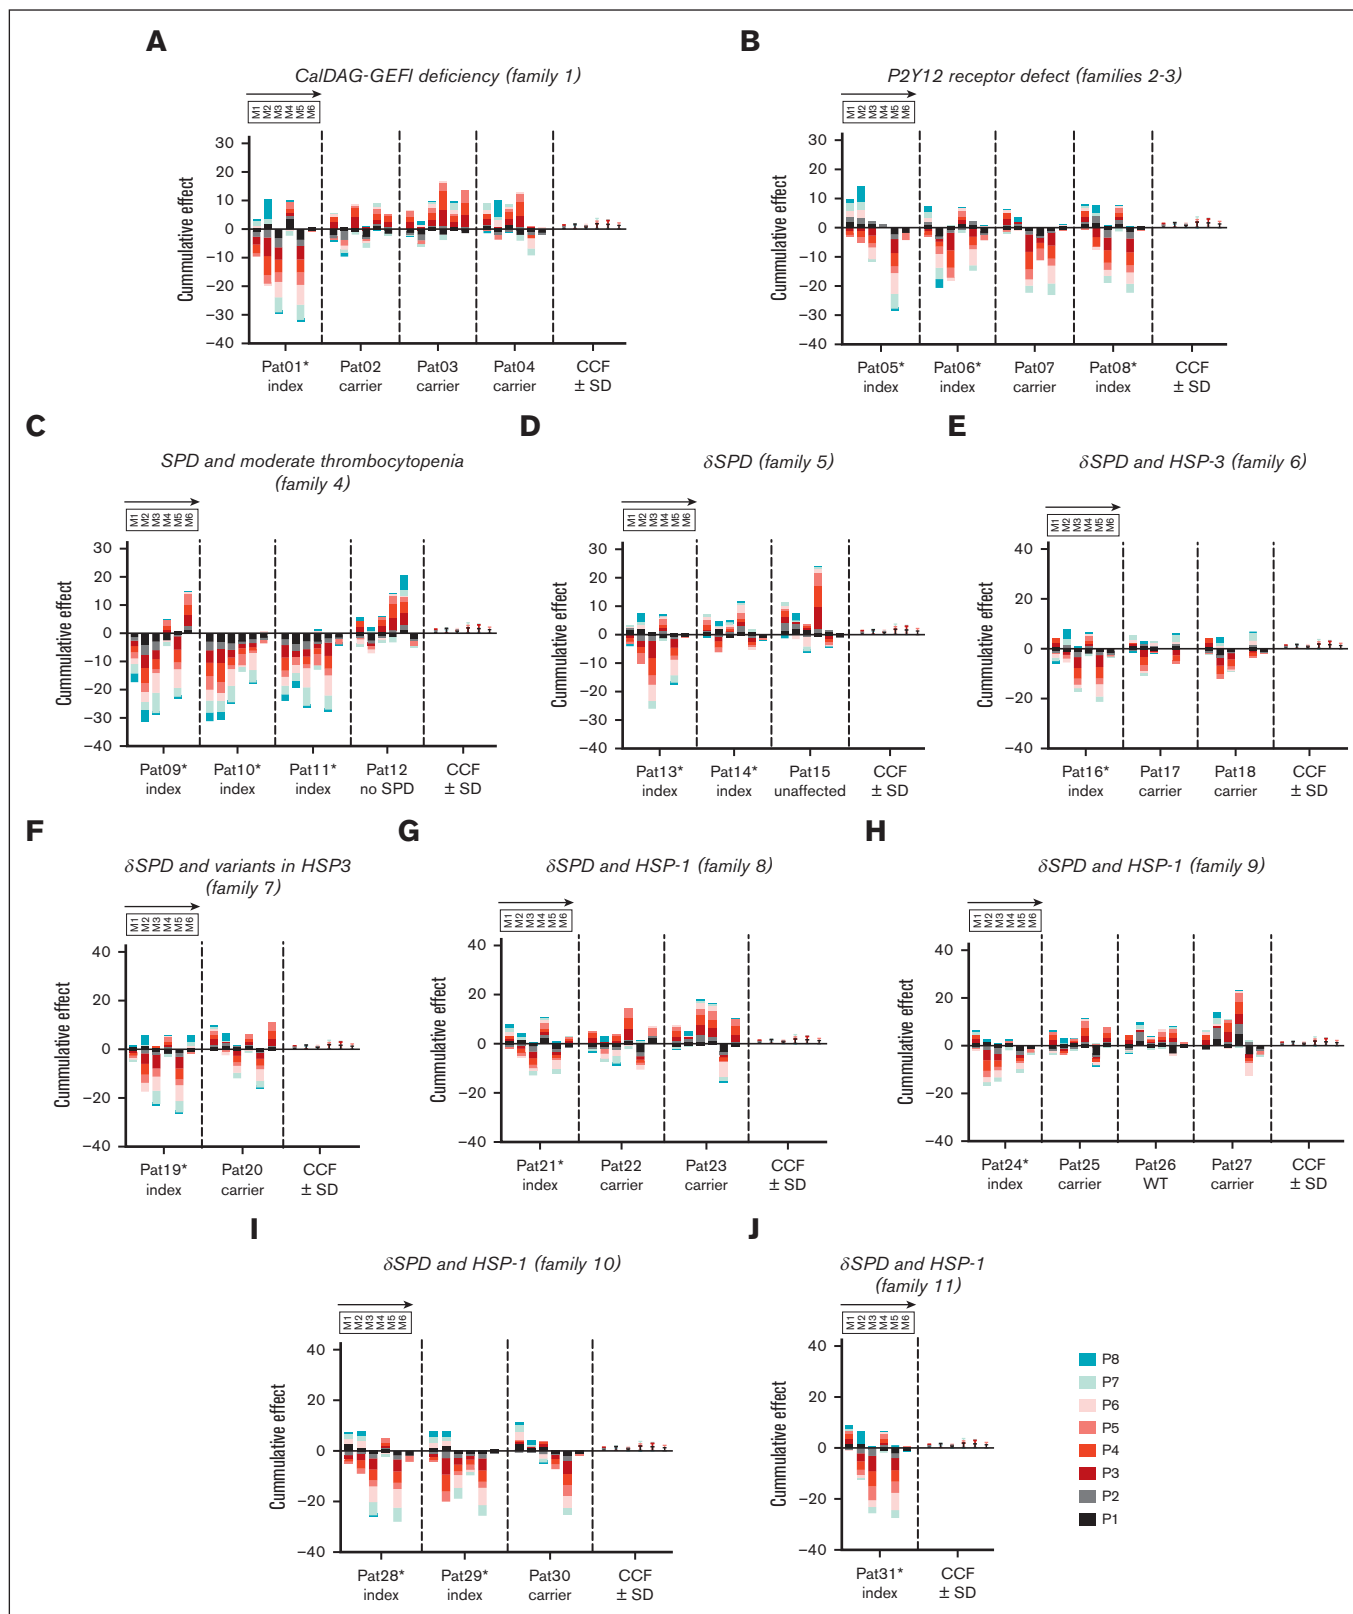 A
CalDAG-GEFI deficiency (family 1)
M1
M2
M3
M4
M5
M6
Cummulative effect
30
20
10
0
−10
−20
−30
−40
Pat01* index
Pat02 carrier
Pat03 carrier
Pat04 carrier
CCF ± SD
B
P2Y12 receptor defect (families 2-3)
M1
M2
M3
M4
M5
M6
Cummulative effect
30
20
10
0
−10
−20
−30
−40
Pat05* index
Pat06* index
Pat07 carrier
Pat08* index
CCF ± SD
C
SPD and moderate thrombocytopenia
(family 4)
M1
M2
M3
M4
M5
M6
Cummulative effect
30
20
10
0
−10
−20
−30
−40
Pat09* index
Pat10* index
Pat11* index
Pat12 no SPD
CCF ± SD
D
δSPD (family 5)
M1
M2
M3
M4
M5
M6
Cummulative effect
30
20
10
0
−10
−20
−30
−40
Pat13* index
Pat14* index
Pat15 unaffected
CCF ± SD
E
δSPD and HSP-3 (family 6)
M1
M2
M3
M4
M5
M6
Cummulative effect
40
20
0
−20
−40
Pat16* index
Pat17 carrier
Pat18 carrier
CCF ± SD
F
δSPD and variants in HSP3
(family 7)
M1
M2
M3
M4
M5
M6
Cummulative effect
40
20
0
−20
−40
Pat19* index
Pat20 carrier
CCF ± SD
G
δSPD and HSP-1 (family 8)
M1
M2
M3
M4
M5
M6
Cummulative effect
40
20
0
−20
−40
Pat21* index
Pat22 carrier
Pat23 carrier
CCF ± SD
H
δSPD and HSP-1 (family 9)
M1
M2
M3
M4
M5
M6
Cummulative effect
40
20
0
−20
−40
Pat24* index
Pat25 carrier
Pat26 WT
Pat27 carrier
CCF ± SD
I
δSPD and HSP-1 (family 10)
M1
M2
M3
M4
M5
M6
Cummulative effect
40
20
0
−20
−40
Pat28* index
Pat29* index
Pat30 carrier
CCF ± SD
J
δSPD and HSP-1
(family 11)
M1
M2
M3
M4
M5
M6
Cummulative effect
40
20
0
−20
−40
Pat31* index
CCF ± SD
P8
P7
P6
P5
P4
P3
P2
P1